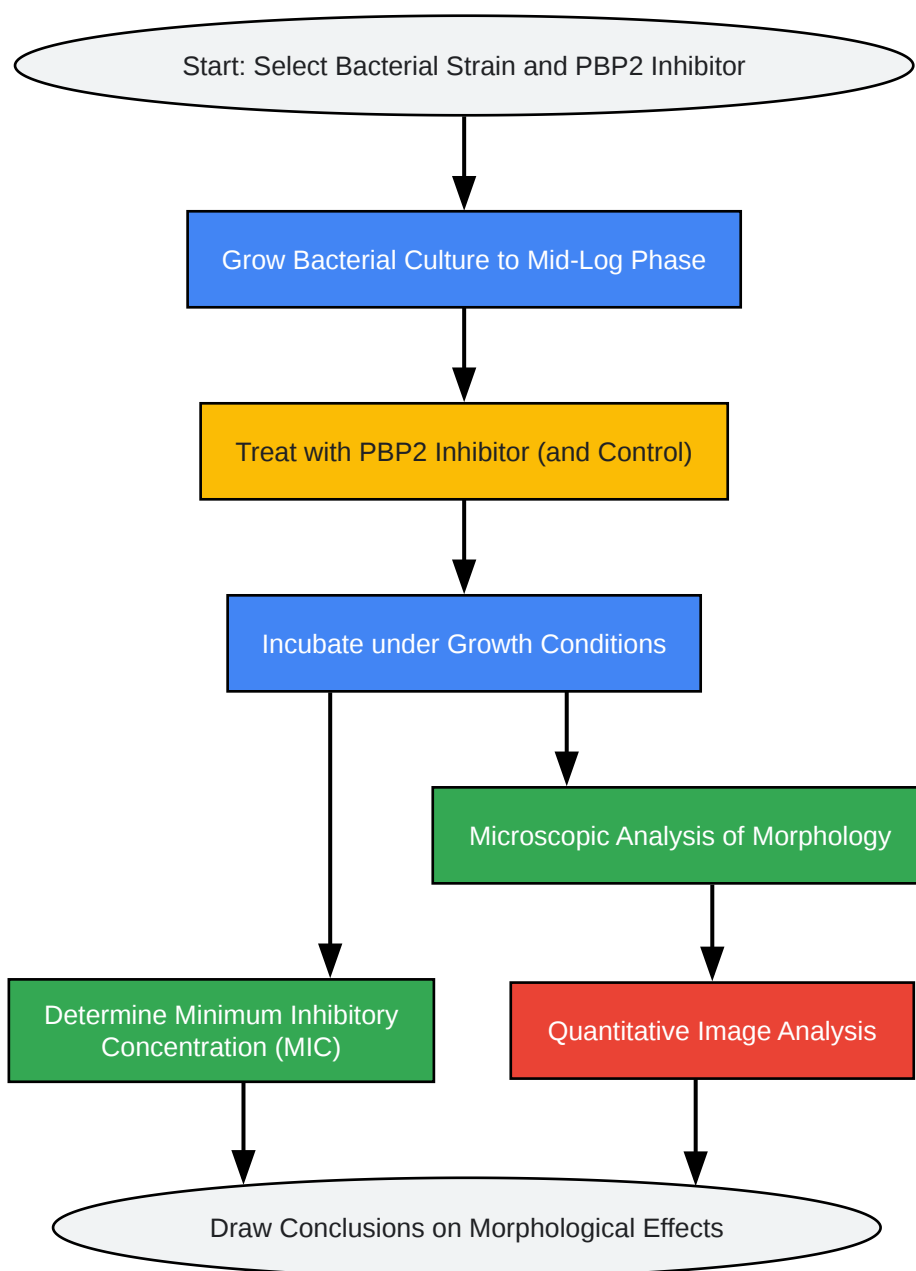 Start: Select Bacterial Strain and PBP2 Inhibitor
Grow Bacterial Culture to Mid-Log Phase
Treat with PBP2 Inhibitor (and Control)
Incubate under Growth Conditions
Microscopic Analysis of Morphology
Determine Minimum Inhibitory
Concentration (MIC)
Quantitative Image Analysis
Draw Conclusions on Morphological Effects